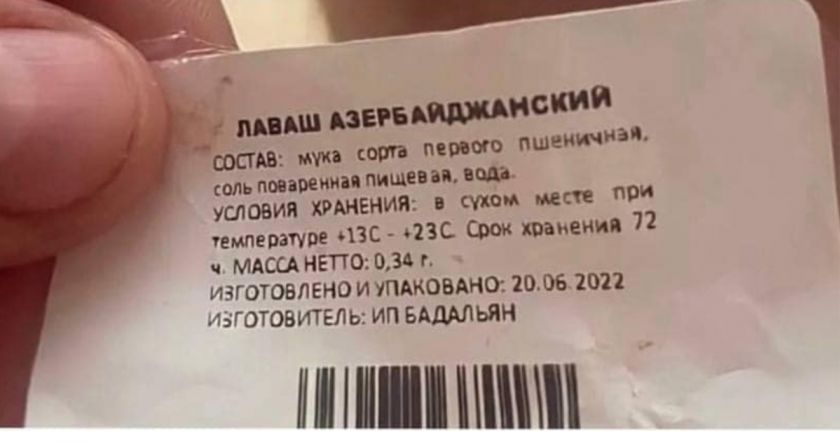 ЛАВАШ АЗЕРБАЙДЖАНСКИЙ
СОСТАВ: мука сорта первого пшеничная,
соль поваренная пищевая, вода.
УСЛОВИЯ ХРАНЕНИЯ: в сухом месте при
температуре +13С - +23С. Срок хранения 72
ч. МАССА НЕТТО: 0,34 г.
ИЗГОТОВЛЕНО И УПАКОВАНО: 20.06.2022
ИЗГОТОВИТЕЛЬ: ИП БАДАЛЬЯН